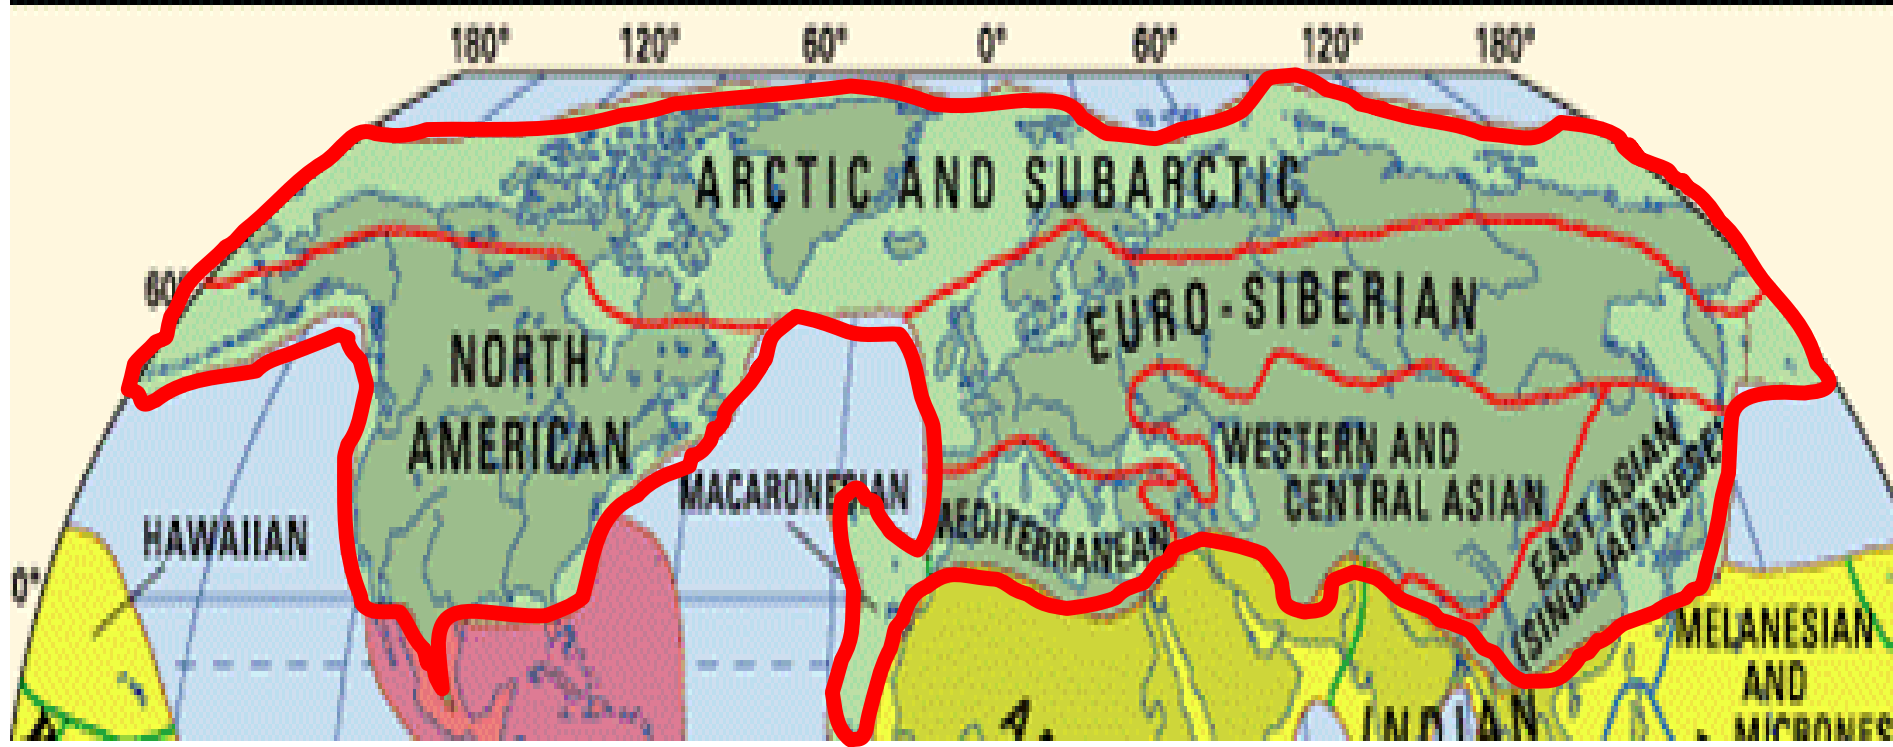 180° 120° 60° 0° 60° 120° 180°
ARCTIC AND SUBARCTIC
60°
EURO-SIBERIAN
NORTH
AMERICAN
WESTERN AND
CENTRAL ASIAN
EAST ASIAN
(SINO-JAPANESE)
MACARONESIAN
MEDITERRANEAN
HAWAIIAN
0°
MELANESIAN
AND
MICRONES
INDIAN
A